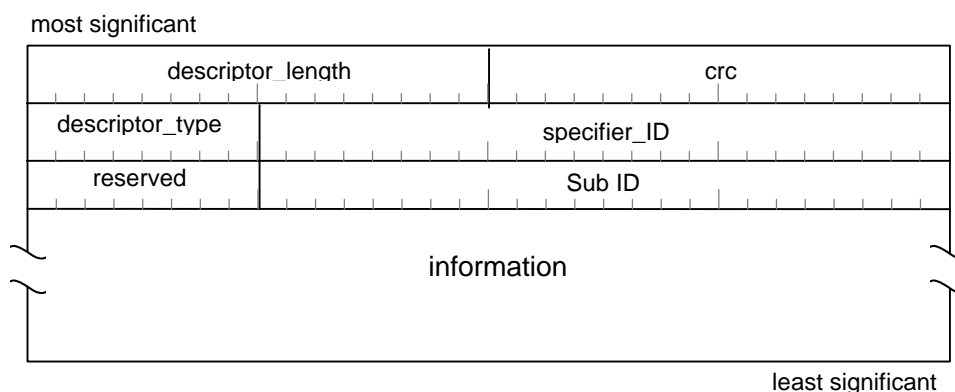 most significant
descriptor_length crc
descriptor_type specifier_ID
reserved Sub ID
information
least significant